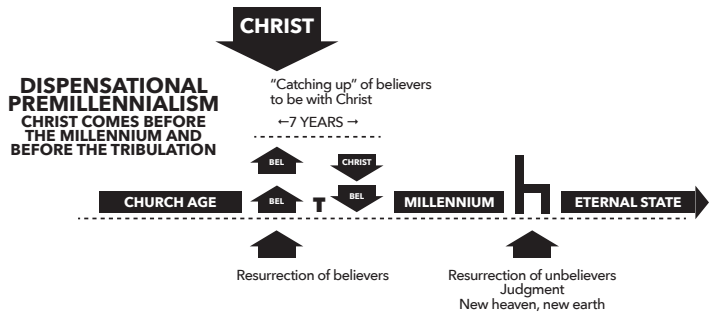 CHRIST
DISPENSATIONAL
PREMILLENNIALISM
CHRIST COMES BEFORE
THE MILLENNIUM AND
BEFORE THE TRIBULATION
“Catching up” of believers
to be with Christ
←7 YEARS →
BEL
CHRIST
CHURCH AGE
BEL
T
BEL
MILLENNIUM
ETERNAL STATE
Resurrection of believers
Resurrection of unbelievers
Judgment
New heaven, new earth